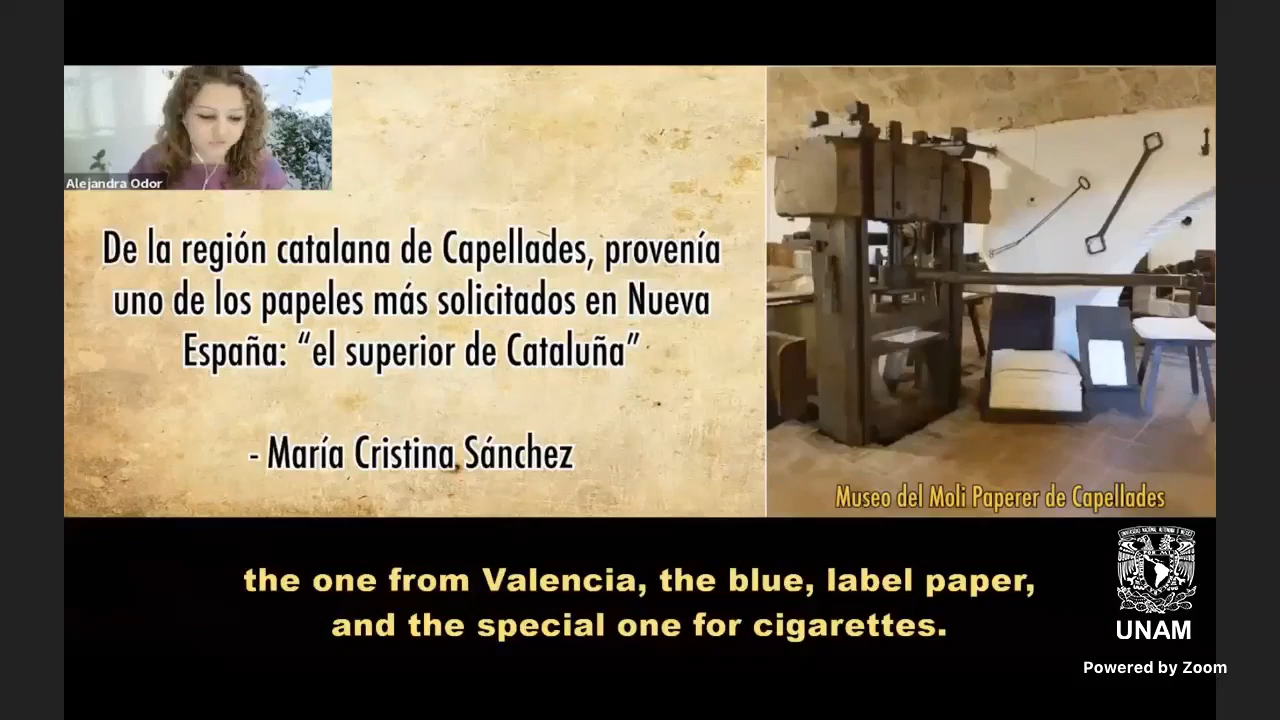 Alejandra Odor
De la región catalana de Capellades, provenía
uno de los papeles más solicitados en Nueva
España: “el superior de Cataluña”
- María Cristina Sánchez
Museo del Moli Paperer de Capellades
the one from Valencia, the blue, label paper,
and the special one for cigarettes.
UNAM
Powered by Zoom